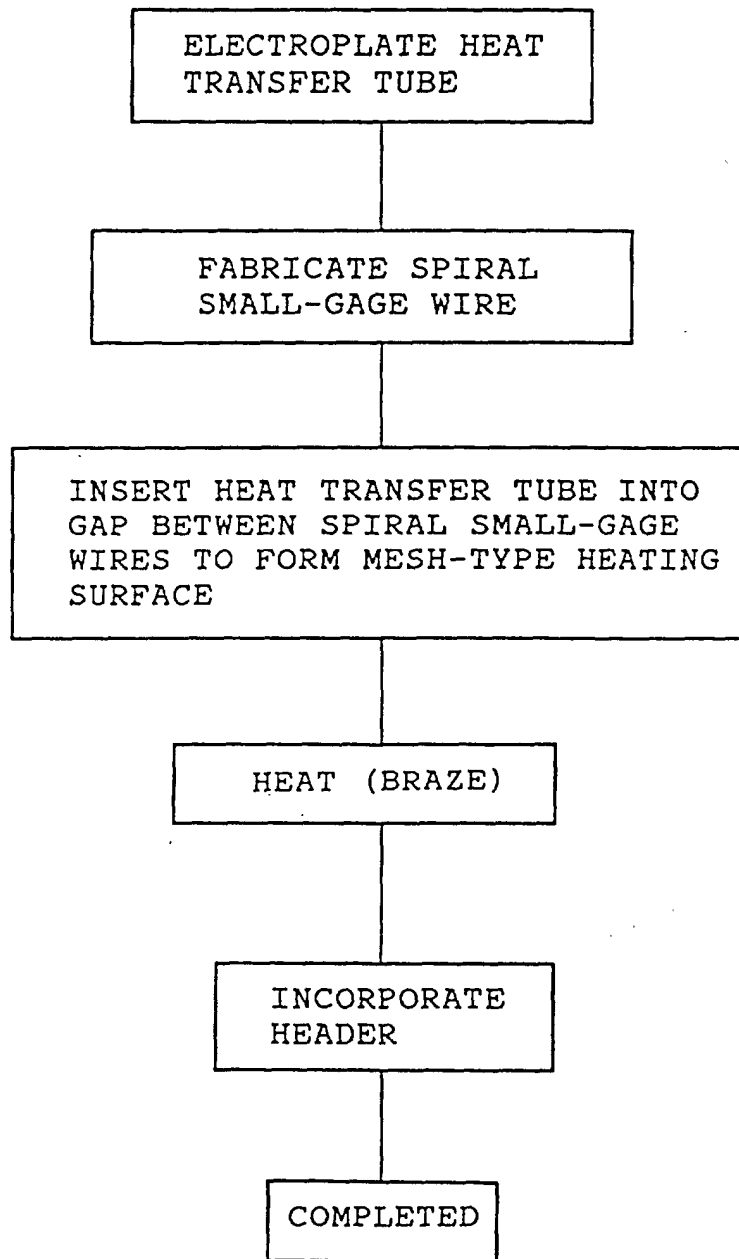 ELECTROPLATE HEAT
TRANSFER TUBE
FABRICATE SPIRAL
SMALL-GAGE WIRE
INSERT HEAT TRANSFER TUBE INTO
GAP BETWEEN SPIRAL SMALL-GAGE
WIRES TO FORM MESH-TYPE HEATING
SURFACE
HEAT (BRAZE)
INCORPORATE
HEADER
COMPLETED